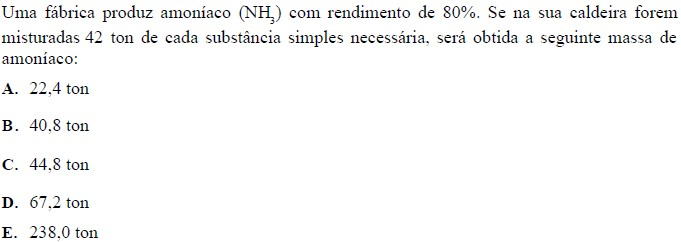 Uma fábrica produz amoníaco (NH₃) com rendimento de 80%. Se na sua caldeira forem
misturadas 42 ton de cada substância simples necessária, será obtida a seguinte massa de
amoníaco:
A. 22,4 ton
B. 40,8 ton
C. 44,8 ton
D. 67,2 ton
E. 238,0 ton